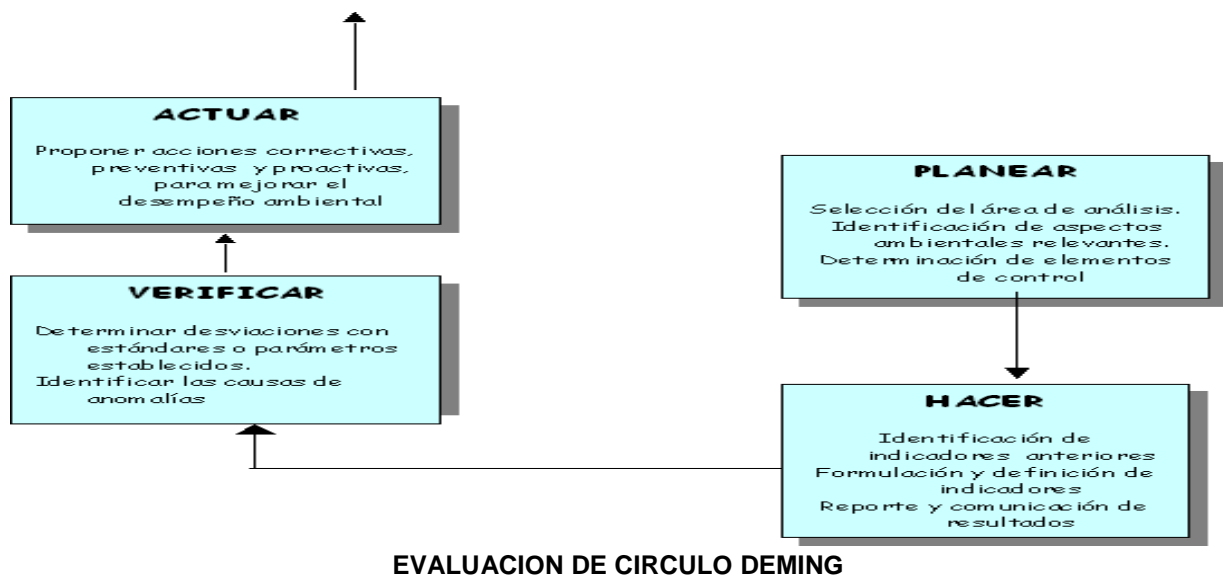 ACTUAR
Proponer acciones correctivas,
preventivas y proactivas,
para mejorar el
desempeño ambiental
PLANEAR
Selección del área de análisis.
Identificación de aspectos
ambientales relevantes.
Determinación de elementos
de control
VERIFICAR
Determinar desviaciones con
estándares o parámetros
establecidos.
Identificar las causas de
anomalías
HACER
Identificación de
indicadores anteriores
Formulación y definición de
indicadores
Reporte y comunicación de
resultados
EVALUACION DE CIRCULO DEMING